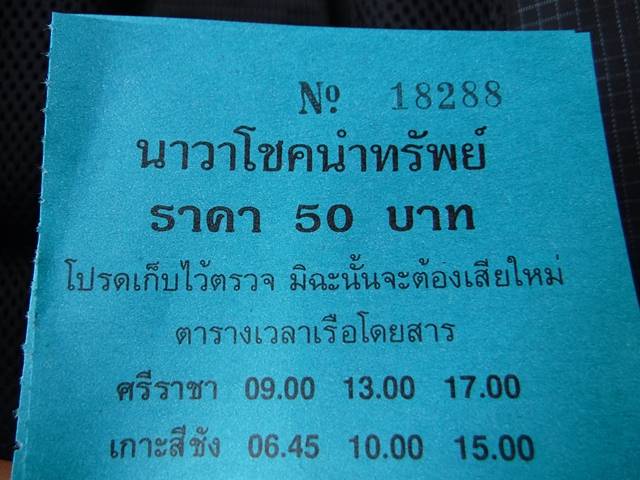 Nº 18288
นาวาโชคนำทรัพย์
ราคา 50 บาท
โปรดเก็บไว้ตรวจ มิฉะนั้นจะต้องเสียใหม่
ตารางเวลาเรือโดยสาร
ศรีราชา 09.00 13.00 17.00
เกาะสีชัง 06.45 10.00 15.00